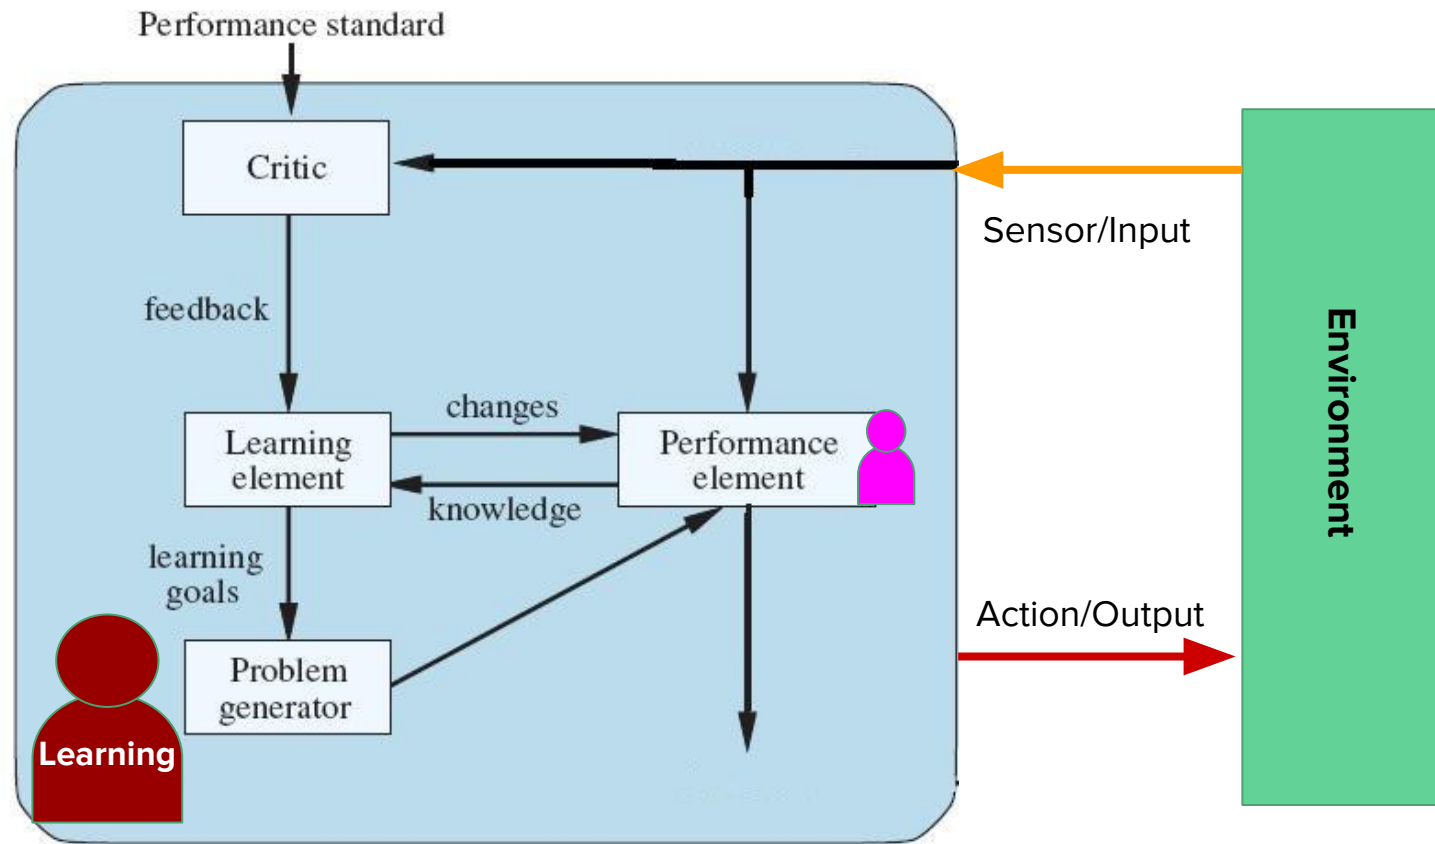 Performance standard
Critic
Sensor/Input
feedback
changes
Learning
element
Performance
element
knowledge
Environment
learning
goals
Action/Output
Problem
generator
Learning